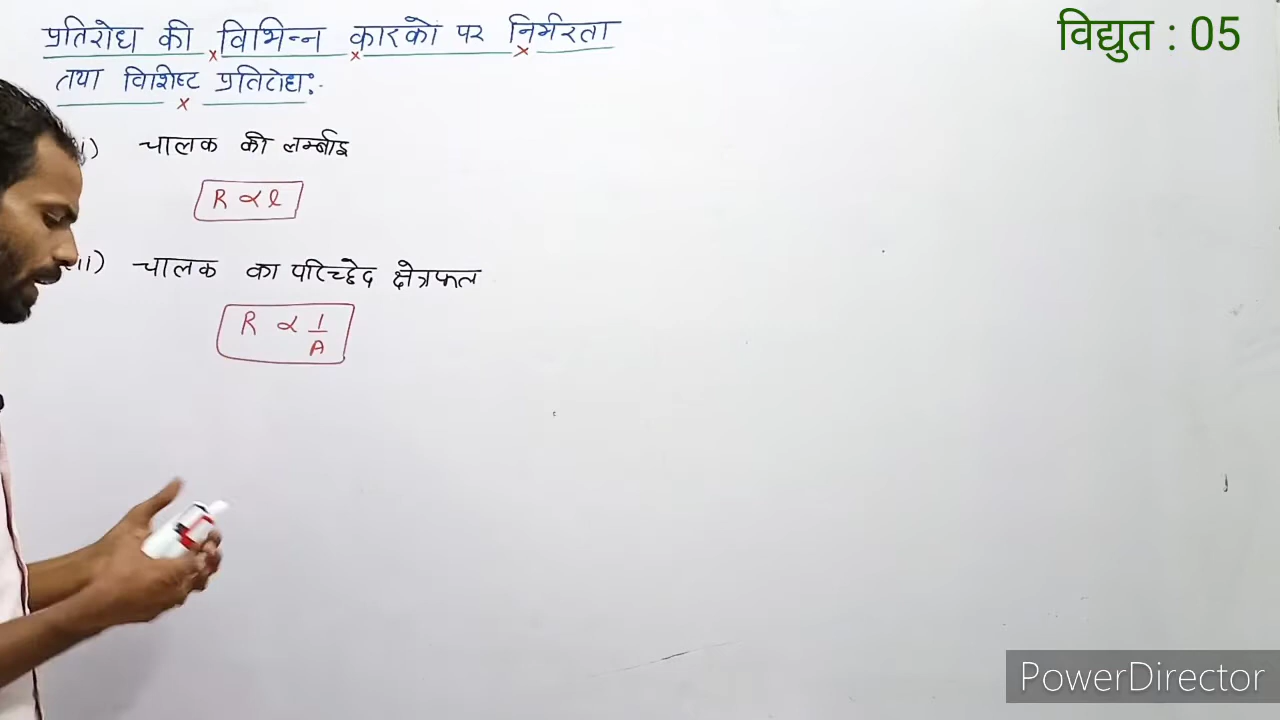 प्रतिरोध की विभिन्न कारको पर निर्भरता
तथा विशिष्ट प्रतिरोध:-
विद्युत : 05
i) चालक की लम्बाई
R ∝ l
ii) चालक का परिच्छेद क्षेत्रफल
R ∝ 1/A
PowerDirector